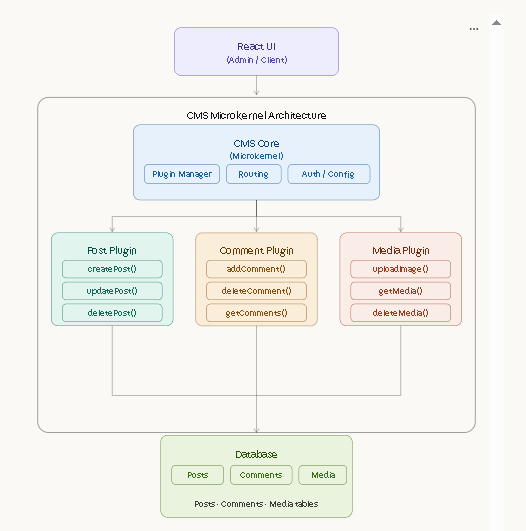 React UI
(Admin / Client)
CMS Microkernel Architecture
CMS Core
(Microkernel)
Plugin Manager
Routing
Auth / Config
Post Plugin
createPost()
updatePost()
deletePost()
Comment Plugin
addComment()
deleteComment()
getComments()
Media Plugin
uploadImage()
getMedia()
deleteMedia()
Database
Posts
Comments
Media
Posts · Comments · Media tables